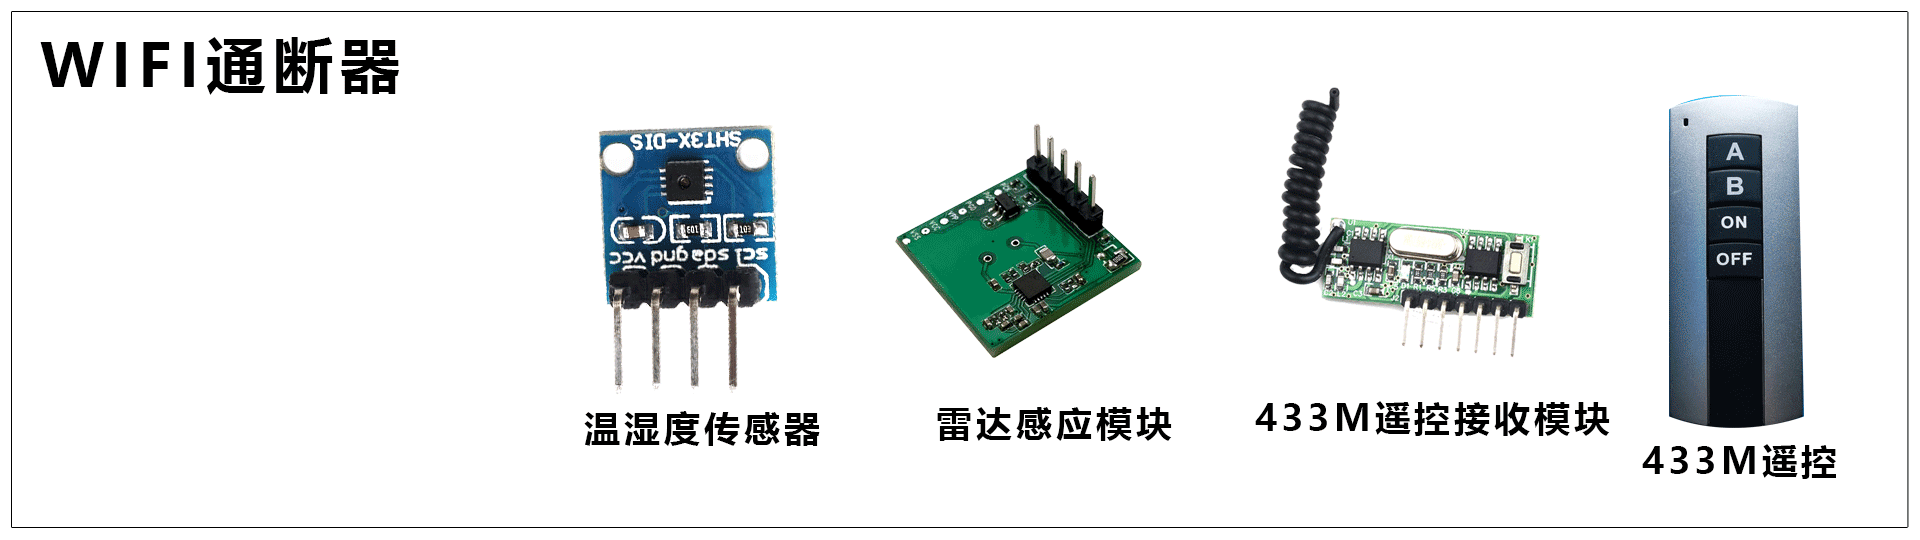 WIFI通断器
SHT3X-DIS
vcc gnd sda scl
A
B
ON
OFF
温湿度传感器
雷达感应模块
433M遥控接收模块
433M遥控